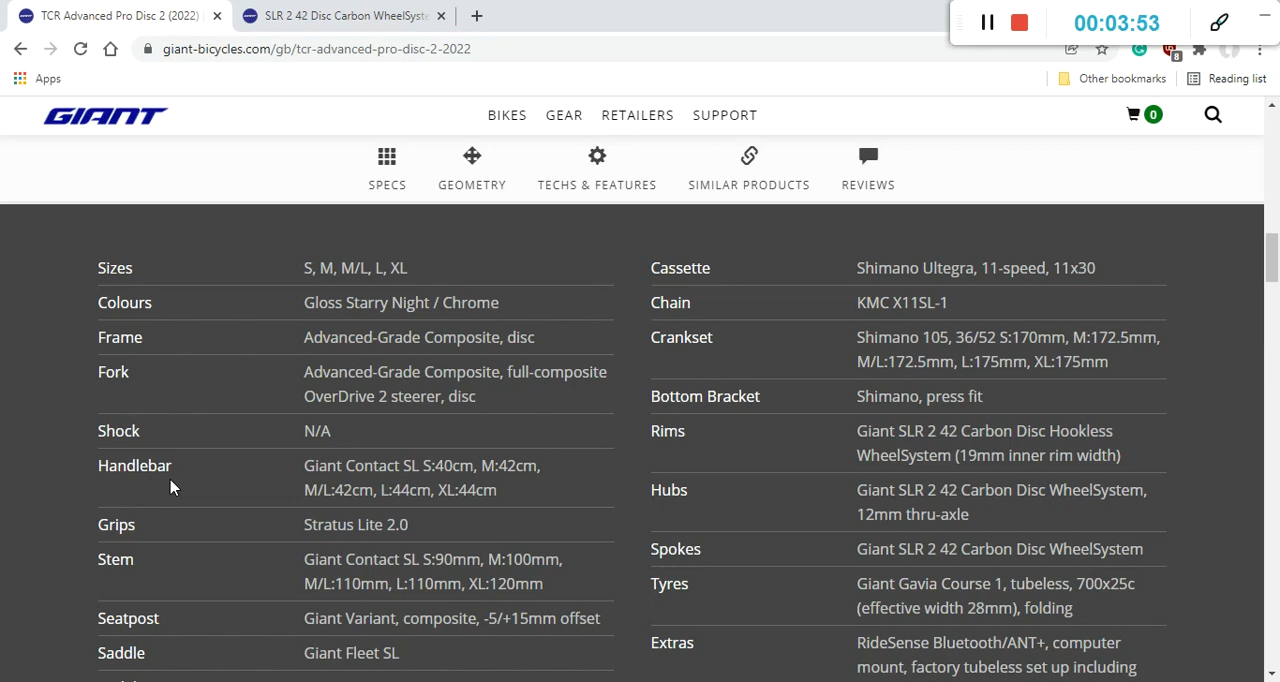 TCR Advanced Pro Disc 2 (2022)
SLR 2 42 Disc Carbon WheelSyste
00:03:53
giant-bicycles.com/gb/tcr-advanced-pro-disc-2-2022
8
Apps
Other bookmarks
Reading list
GIANT
BIKES GEAR RETAILERS SUPPORT
0
SPECS GEOMETRY TECHS & FEATURES SIMILAR PRODUCTS REVIEWS
Sizes S, M, M/L, L, XL
Colours Gloss Starry Night / Chrome
Frame Advanced-Grade Composite, disc
Fork Advanced-Grade Composite, full-composite
OverDrive 2 steerer, disc
Shock N/A
Handlebar Giant Contact SL S:40cm, M:42cm,
M/L:42cm, L:44cm, XL:44cm
Grips Stratus Lite 2.0
Stem Giant Contact SL S:90mm, M:100mm,
M/L:110mm, L:110mm, XL:120mm
Seatpost Giant Variant, composite, -5/+15mm offset
Saddle Giant Fleet SL
Cassette Shimano Ultegra, 11-speed, 11x30
Chain KMC X11SL-1
Crankset Shimano 105, 36/52 S:170mm, M:172.5mm,
M/L:172.5mm, L:175mm, XL:175mm
Bottom Bracket Shimano, press fit
Rims Giant SLR 2 42 Carbon Disc Hookless
WheelSystem (19mm inner rim width)
Hubs Giant SLR 2 42 Carbon Disc WheelSystem,
12mm thru-axle
Spokes Giant SLR 2 42 Carbon Disc WheelSystem
Tyres Giant Gavia Course 1, tubeless, 700x25c
(effective width 28mm), folding
Extras RideSense Bluetooth/ANT+, computer
mount, factory tubeless set up including